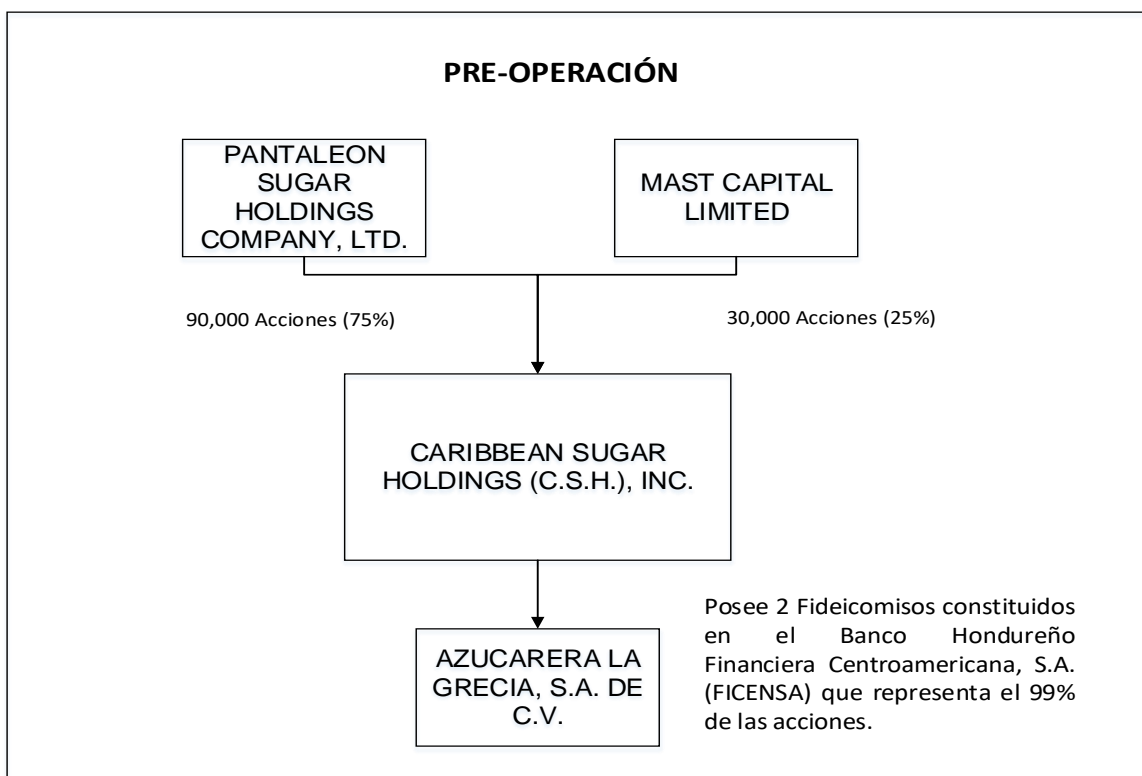 PRE-OPERACIÓN
PANTALEON
SUGAR
HOLDINGS
COMPANY, LTD.
MAST CAPITAL
LIMITED
90,000 Acciones (75%)
30,000 Acciones (25%)
CARIBBEAN SUGAR
HOLDINGS (C.S.H.), INC.
AZUCARERA LA
GRECIA, S.A. DE
C.V.
Posee 2 Fideicomisos constituidos
en el Banco Hondureño
Financiera Centroamericana, S.A.
(FICENSA) que representa el 99%
de las acciones.